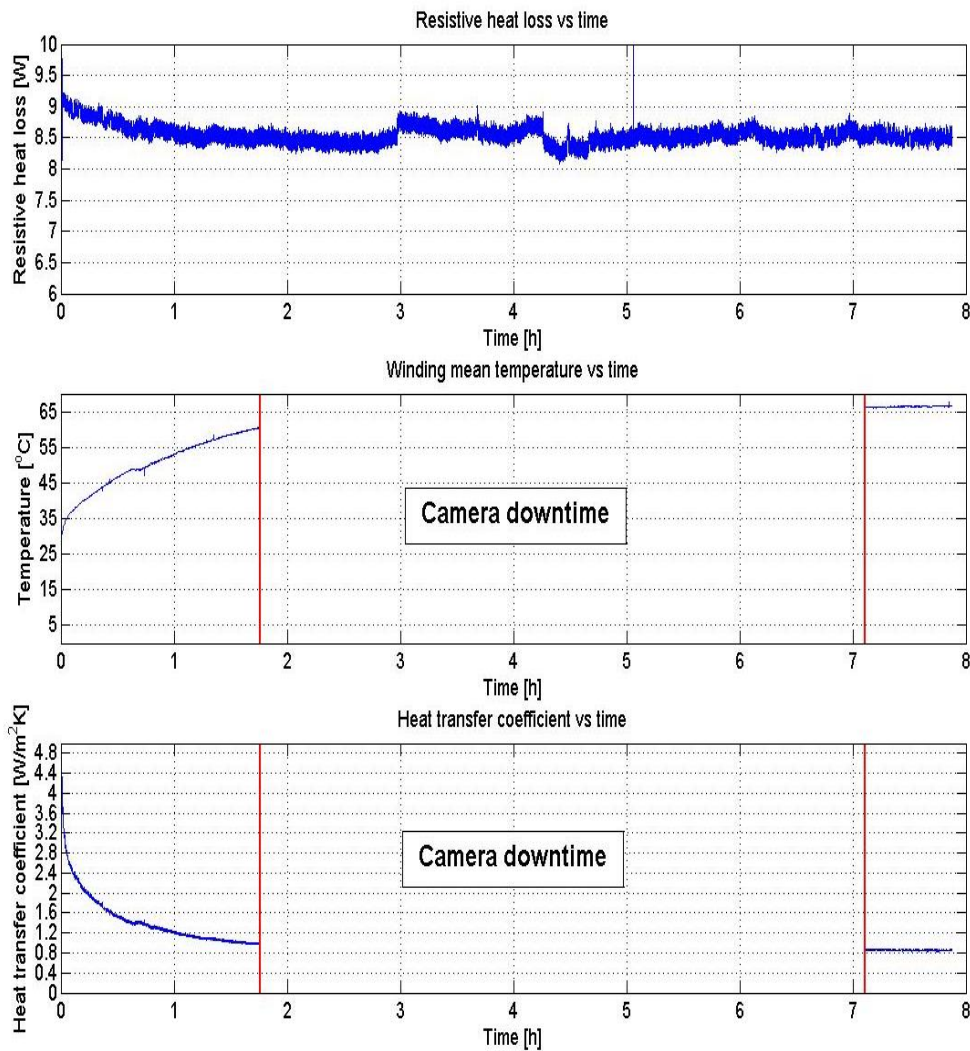 Resistive heat loss vs time
Resistive heat loss [W]
10
9.5
9
8.5
8
7.5
7
6.5
6
0 1 2 3 4 5 6 7 8
Time [h]
Winding mean temperature vs time
Temperature [°C]
65
55
45
35
25
15
5
Camera downtime
0 1 2 3 4 5 6 7 8
Time [h]
Heat transfer coefficient vs time
Heat transfer coefficient [W/m²K]
4.8
4.4
4
3.6
3.2
2.8
2.4
2
1.6
1.2
0.8
0.4
0
Camera downtime
0 1 2 3 4 5 6 7 8
Time [h]